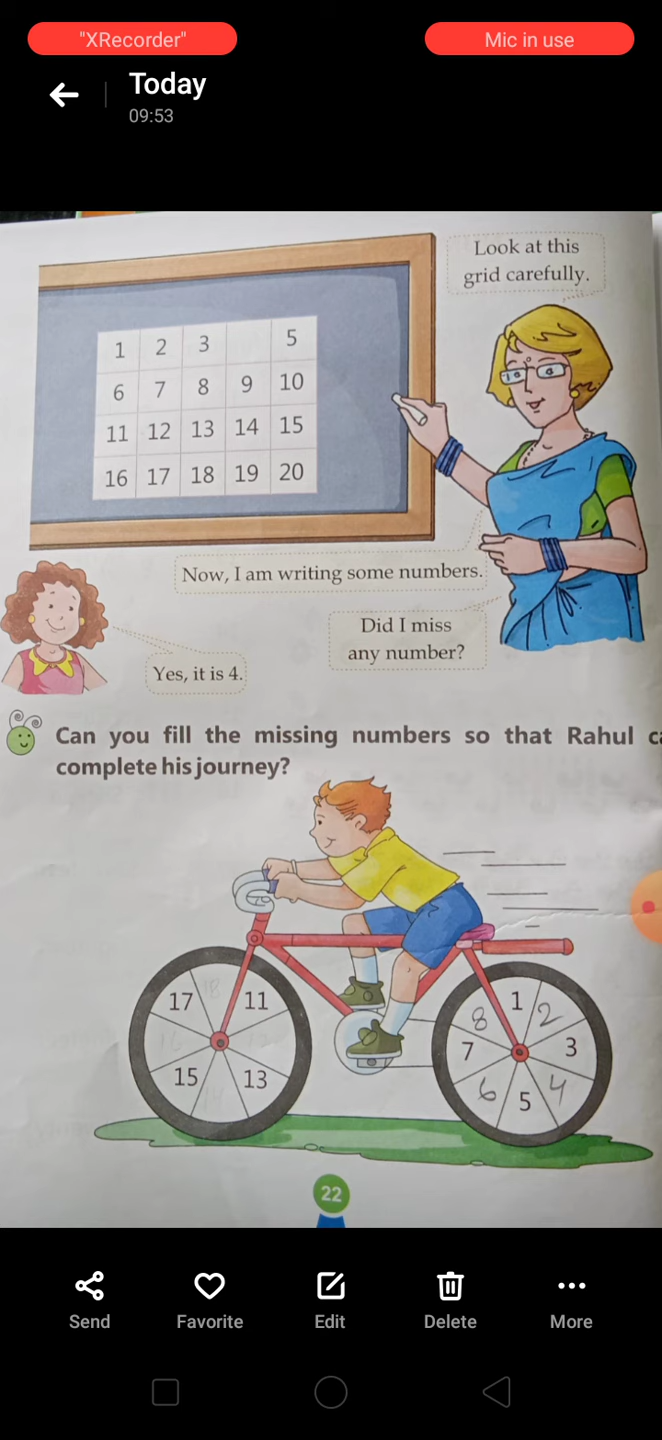 "XRecorder"
Mic in use
Today
09:53
Look at this
grid carefully.
1 2 3 5
6 7 8 9 10
11 12 13 14 15
16 17 18 19 20
Now, I am writing some numbers.
Did I miss
any number?
Yes, it is 4.
Can you fill the missing numbers so that Rahul ca
complete his journey?
17 18 11
15 13
8 1 2
7 3
6 5 4
22
Send
Favorite
Edit
Delete
More